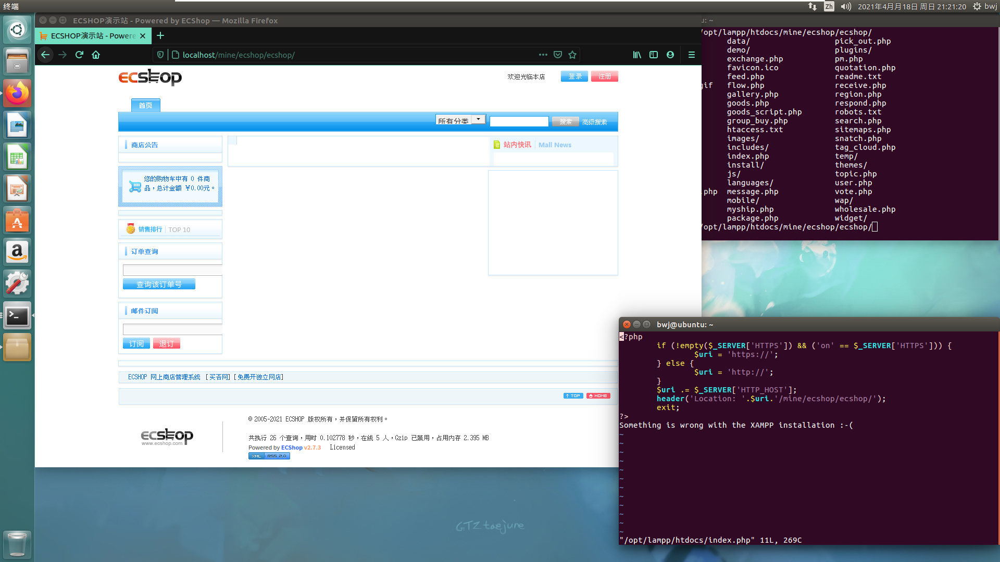 终端
Zh
2021年4月月18日 周日 21:21:20
bwj
ECSHOP演示站 - Powered by ECShop — Mozilla Firefox
ECSHOP演示站 - Powere
localhost/mine/ecshop/ecshop/
ECSHOP
欢迎光临本店
登录
注册
首页
所有分类
搜索
高级搜索
商店公告
站内快讯
Mall News
您的购物车中有 0 件商
品，总计金额 ￥0.00元。
销售排行
TOP 10
订单查询
查询该订单号
邮件订阅
订阅
退订
ECSHOP 网上商店管理系统 [买否网] [免费开独立网店]
TOP
HOME
ECSHOP
www.ecshop.com
© 2005-2021 ECSHOP 版权所有，并保留所有权利。
共执行 26 个查询，用时 0.102778 秒，在线 5 人，Gzip 已禁用，占用内存 2.395 MB
Powered by ECShop v2.7.3 Licensed
XML RSS 2.0
u: ~
/opt/lampp/htdocs/mine/ecshop/ecshop/
data/ pick_out.php
demo/ plugins/
exchange.php pm.php
favicon.ico quotation.php
feed.php readme.txt
gif flow.php receive.php
gallery.php region.php
goods.php respond.php
goods_script.php robots.txt
group_buy.php search.php
htaccess.txt sitemaps.php
images/ snatch.php
includes/ tag_cloud.php
index.php temp/
install/ themes/
js/ topic.php
languages/ user.php
.php message.php vote.php
mobile/ wap/
myship.php wholesale.php
package.php widget/
/opt/lampp/htdocs/mine/ecshop/ecshop/
bwj@ubuntu: ~
<?php
if (!empty($_SERVER['HTTPS']) && ('on' == $_SERVER['HTTPS'])) {
$uri = 'https://';
} else {
$uri = 'http://';
}
$uri .= $_SERVER['HTTP_HOST'];
header('Location: '.$uri.'/mine/ecshop/ecshop/');
exit;
?>
Something is wrong with the XAMPP installation :-(
~
~
~
~
~
~
~
~
~
~
~
~
"/opt/lampp/htdocs/index.php" 11L, 269C
GTZtaejune